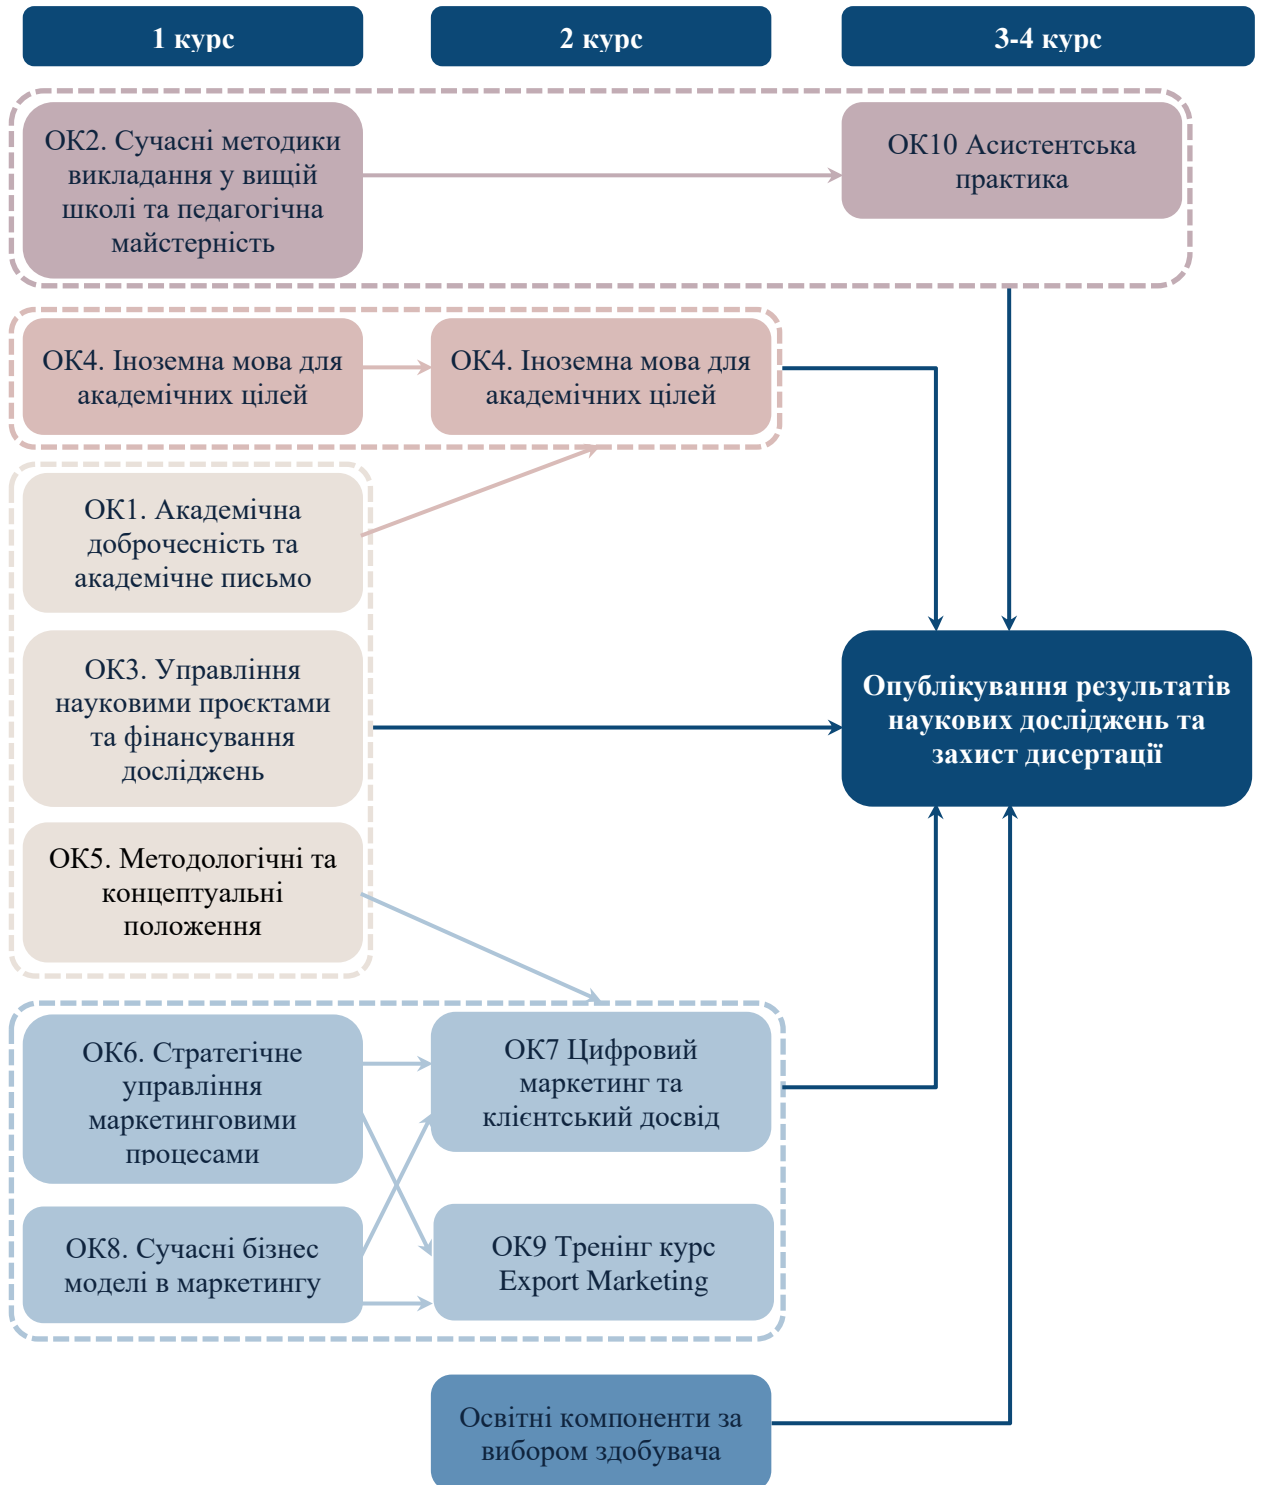 1 курс
2 курс
3-4 курс
ОК2. Сучасні методики
викладання у вищій
школі та педагогічна
майстерність
ОК10 Асистентська
практика
ОК4. Іноземна мова для
академічних цілей
ОК4. Іноземна мова для
академічних цілей
ОК1. Академічна
доброчесність та
академічне письмо
ОК3. Управління
науковими проєктами
та фінансування
досліджень
Опублікування результатів
наукових досліджень та
захист дисертації
ОК5. Методологічні та
концептуальні
положення
ОК6. Стратегічне
управління
маркетинговими
процесами
ОК7 Цифровий
маркетинг та
клієнтський досвід
ОК8. Сучасні бізнес
моделі в маркетингу
ОК9 Тренінг курс
Export Marketing
Освітні компоненти за
вибором здобувача